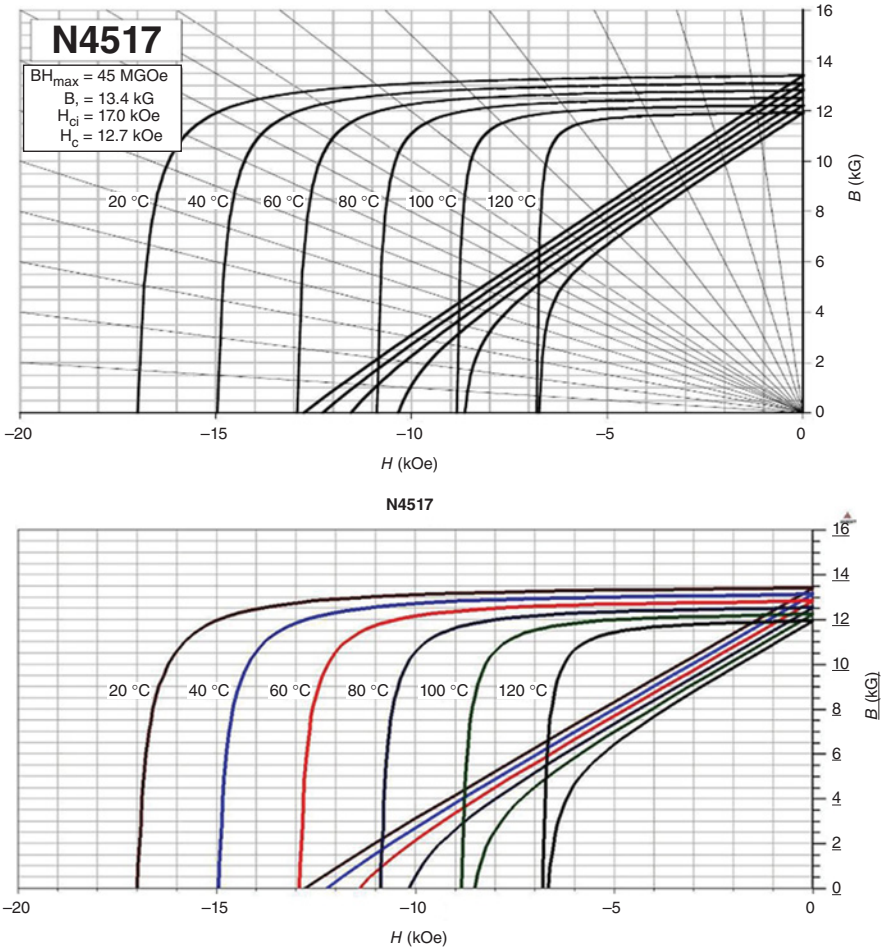 N4517
BHmax = 45 MGOe
B, = 13.4 kG
Hci = 17.0 kOe
Hc = 12.7 kOe
16
14
12
10
8
6
4
2
0
B (kG)
20 °C 40 °C 60 °C 80 °C 100 °C 120 °C
–20 –15 –10 –5 0
H (kOe)
N4517
16
14
12
10
8
6
4
2
0
B (kG)
20 °C 40 °C 60 °C 80 °C 100 °C 120 °C
–20 –15 –10 –5 0
H (kOe)